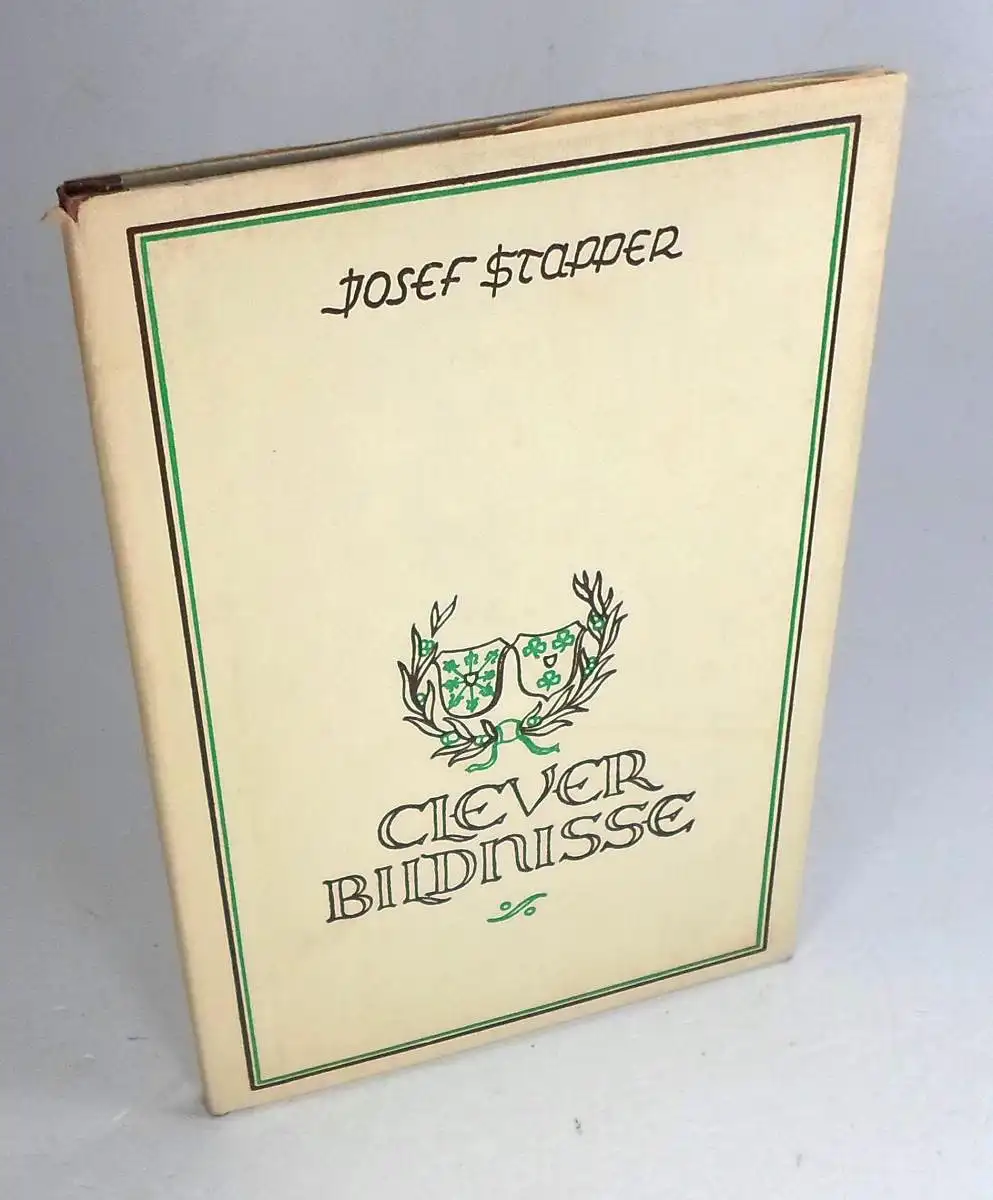 JOSEF STAPPER
CLEVER
BILDNISSE